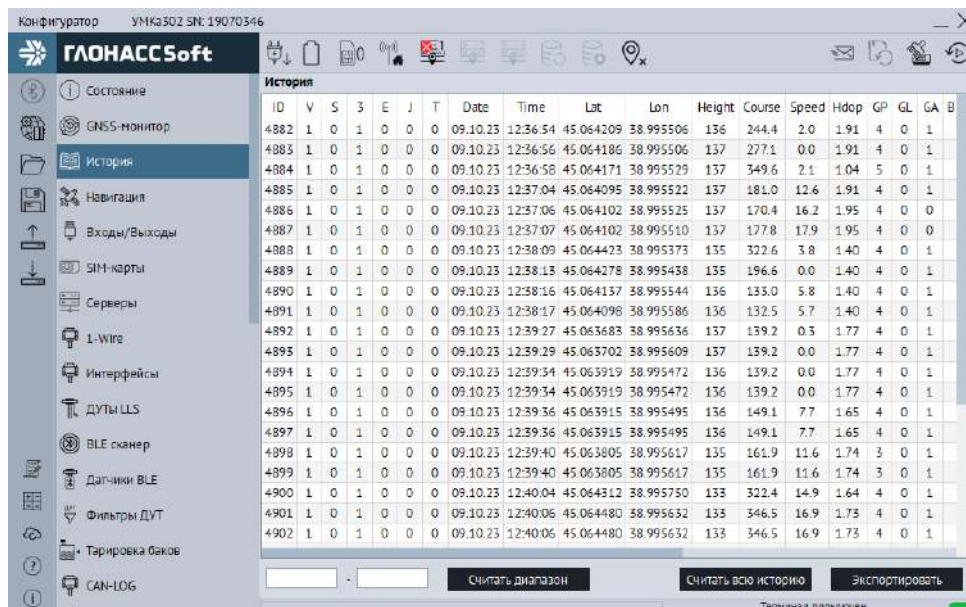 Конфигуратор УМКа302 SN: 19070346
ГЛОНАССSoft
0
x
Состояние
GNSS-монитор
История
Навигация
Входы/Выходы
SIM-карты
Серверы
1-Wire
Интерфейсы
ДУТы LLS
BLE сканер
Датчики BLE
Фильтры ДУТ
Тарировка баков
CAN-LOG
История
ID V S 3 E J T Date Time Lat Lon Height Course Speed Hdop GP GL GA B
4882 1 0 1 0 0 0 09.10.23 12:36:54 45.064209 38.995506 136 244.4 2.0 1.91 4 0 1
4883 1 0 1 0 0 0 09.10.23 12:36:56 45.064186 38.995506 137 277.1 0.0 1.91 4 0 1
4884 1 0 1 0 0 0 09.10.23 12:36:58 45.064171 38.995529 137 349.6 2.1 1.04 5 0 1
4885 1 0 1 0 0 0 09.10.23 12:37:04 45.064095 38.995522 137 181.0 12.6 1.91 4 0 1
4886 1 0 1 0 0 0 09.10.23 12:37:06 45.064102 38.995525 137 170.4 16.2 1.95 4 0 0
4887 1 0 1 0 0 0 09.10.23 12:37:07 45.064102 38.995510 137 177.8 17.9 1.95 4 0 0
4888 1 0 1 0 0 0 09.10.23 12:38:09 45.064423 38.995373 135 322.6 3.8 1.40 4 0 1
4889 1 0 1 0 0 0 09.10.23 12:38:13 45.064278 38.995438 135 196.6 0.0 1.40 4 0 1
4890 1 0 1 0 0 0 09.10.23 12:38:16 45.064137 38.995544 136 133.0 5.8 1.40 4 0 1
4891 1 0 1 0 0 0 09.10.23 12:38:17 45.064098 38.995586 136 132.5 5.7 1.40 4 0 1
4892 1 0 1 0 0 0 09.10.23 12:39:27 45.063683 38.995636 137 139.2 0.3 1.77 4 0 1
4893 1 0 1 0 0 0 09.10.23 12:39:29 45.063702 38.995609 137 139.2 0.0 1.77 4 0 1
4894 1 0 1 0 0 0 09.10.23 12:39:34 45.063919 38.995472 136 139.2 0.0 1.77 4 0 1
4895 1 0 1 0 0 0 09.10.23 12:39:34 45.063919 38.995472 136 139.2 0.0 1.77 4 0 1
4896 1 0 1 0 0 0 09.10.23 12:39:36 45.063915 38.995495 136 149.1 7.7 1.65 4 0 1
4897 1 0 1 0 0 0 09.10.23 12:39:36 45.063915 38.995495 136 149.1 7.7 1.65 4 0 1
4898 1 0 1 0 0 0 09.10.23 12:39:40 45.063805 38.995617 135 161.9 11.6 1.74 3 0 1
4899 1 0 1 0 0 0 09.10.23 12:39:40 45.063805 38.995617 135 161.9 11.6 1.74 3 0 1
4900 1 0 1 0 0 0 09.10.23 12:40:04 45.064312 38.995750 133 322.4 14.9 1.64 4 0 1
4901 1 0 1 0 0 0 09.10.23 12:40:06 45.064480 38.995632 133 346.5 16.9 1.73 4 0 1
4902 1 0 1 0 0 0 09.10.23 12:40:06 45.064480 38.995632 133 346.5 16.9 1.73 4 0 1
- Считать диапазон Считать всю историю Экспортировать
Терминал подключен